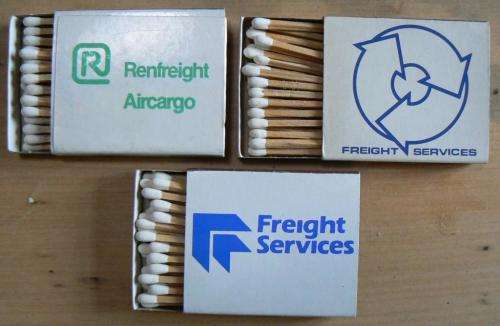 R
Renfreight
Aircargo
FREIGHT SERVICES
Freight
Services